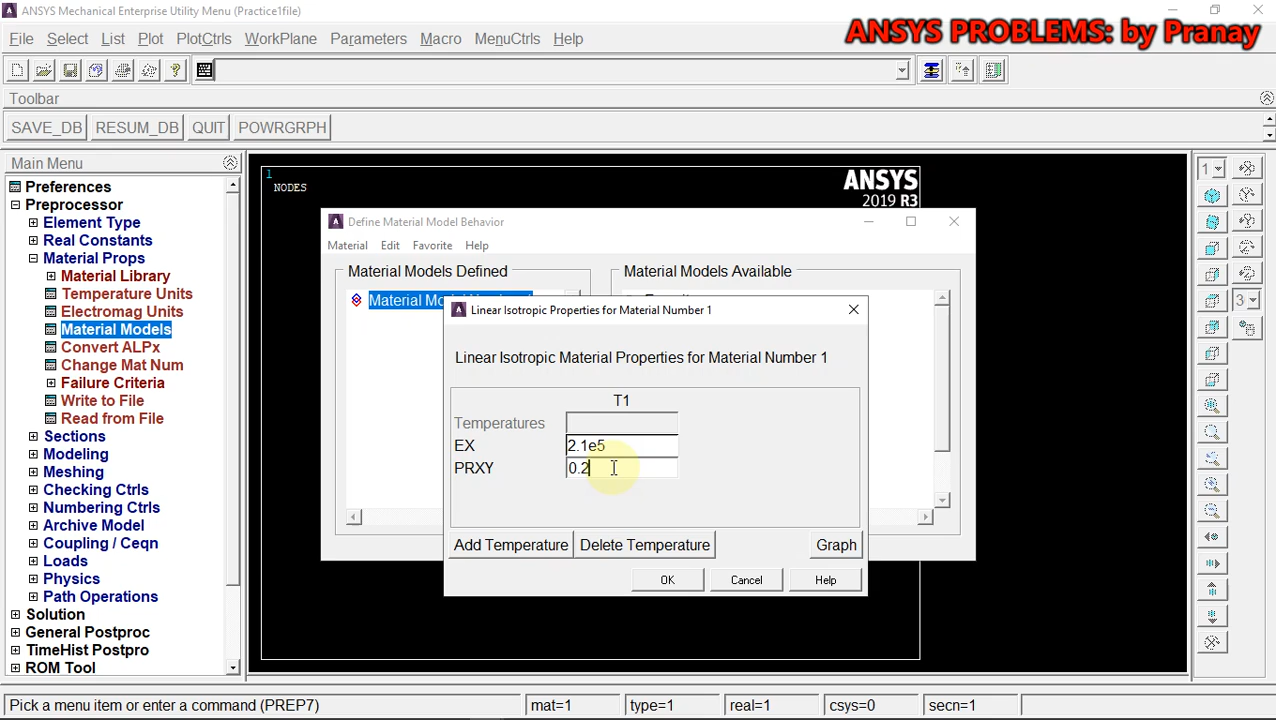 ANSYS Mechanical Enterprise Utility Menu (Practice1file)
File Select List Plot PlotCtrls WorkPlan Parameters Macro MenuCtrls Help
ANSYS PROBLEMS: by Pranay
Toolbar
SAVE_DB RESUM_DB QUIT POWRGRPH
Main Menu
Preferences
Preprocessor
Element Type
Real Constants
Material Props
Material Library
Temperature Units
Electromag Units
Material Models
Convert ALPx
Change Mat Num
Failure Criteria
Write to File
Read from File
Sections
Modeling
Meshing
Checking Ctrls
Numbering Ctrls
Archive Model
Coupling / Ceqn
Loads
Physics
Path Operations
Solution
General Postproc
TimeHist Postpro
ROM Tool
1
NODES
ANSYS
2019 R3
Define Material Model Behavior
Material Edit Favorite Help
Material Models Defined
Material Models Available
Material
Linear Isotropic Properties for Material Number 1
Linear Isotropic Material Properties for Material Number 1
T1
Temperatures
EX 2.1e5
PRXY 0.2
Add Temperature Delete Temperature Graph
OK Cancel Help
1
3
Pick a menu item or enter a command (PREP7) mat=1 type=1 real=1 csys=0 secn=1